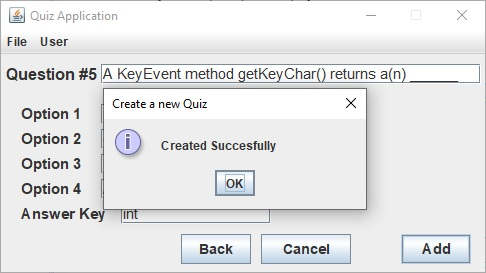 Quiz Application
File User
Question #5 A KeyEvent method getKeyChar() returns a(n) ______
Create a new Quiz
Option 1
Option 2
Created Succesfully
Option 3
Option 4
OK
Answer Key int
Back Cancel Add